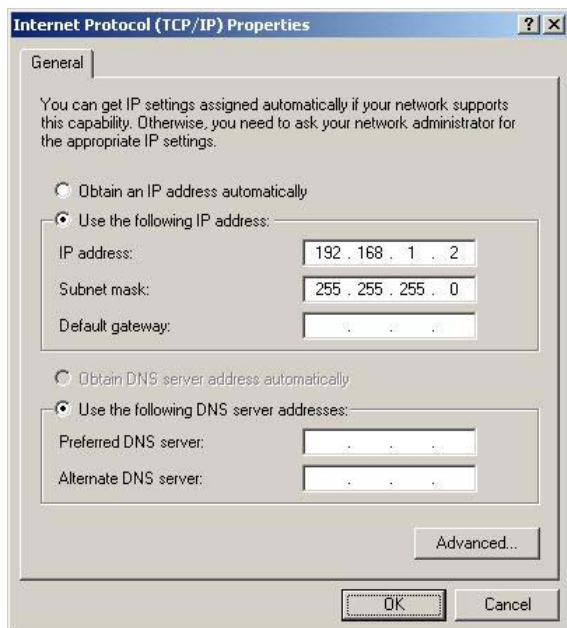 Internet Protocol (TCP/IP) Properties
General
You can get IP settings assigned automatically if your network supports
this capability. Otherwise, you need to ask your network administrator for
the appropriate IP settings.
Obtain an IP address automatically
Use the following IP address:
IP address: 192 . 168 . 1 . 2
Subnet mask: 255 . 255 . 255 . 0
Default gateway: . . .
Obtain DNS server address automatically
Use the following DNS server addresses:
Preferred DNS server: . . .
Alternate DNS server: . . .
Advanced...
OK Cancel